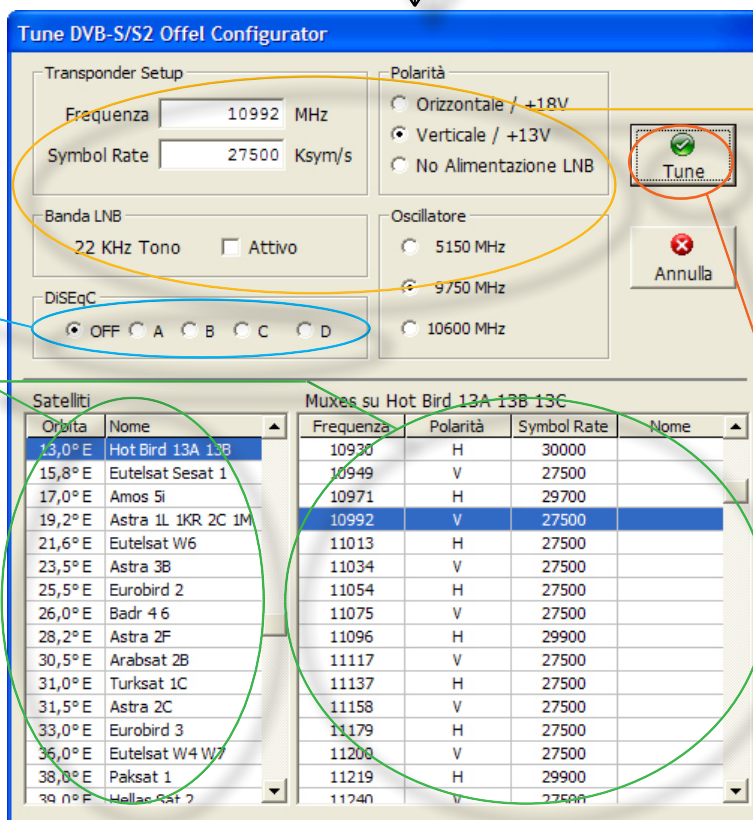 Tune DVB-S/S2 Offel Configurator
Transponder Setup
Frequenza 10992 MHz
Symbol Rate 27500 Ksym/s
Polarità
Orizzontale / +18V
Verticale / +13V
No Alimentazione LNB
Tune
Banda LNB
22 KHz Tono Attivo
Oscillatore
5150 MHz
9750 MHz
10600 MHz
Annulla
DiSEqC
OFF A B C D
Satelliti
Orbita Nome
13,0° E Hot Bird 13A 13B
15,8° E Eutelsat Sesat 1
17,0° E Amos 5i
19,2° E Astra 1L 1KR 2C 1M
21,6° E Eutelsat W6
23,5° E Astra 3B
25,5° E Eurobird 2
26,0° E Badr 4 6
28,2° E Astra 2F
30,5° E Arabsat 2B
31,0° E Turksat 1C
31,5° E Astra 2C
33,0° E Eurobird 3
36,0° E Eutelsat W4 W7
38,0° E Paksat 1
39,0° E Hellas Sat 2
Muxes su Hot Bird 13A 13B 13C
Frequenza Polarità Symbol Rate Nome
10930 H 30000
10949 V 27500
10971 H 29700
10992 V 27500
11013 H 27500
11034 V 27500
11054 H 27500
11075 V 27500
11096 H 29900
11117 V 27500
11137 H 27500
11158 V 27500
11179 H 27500
11200 V 27500
11219 H 29900
11240 V 27500